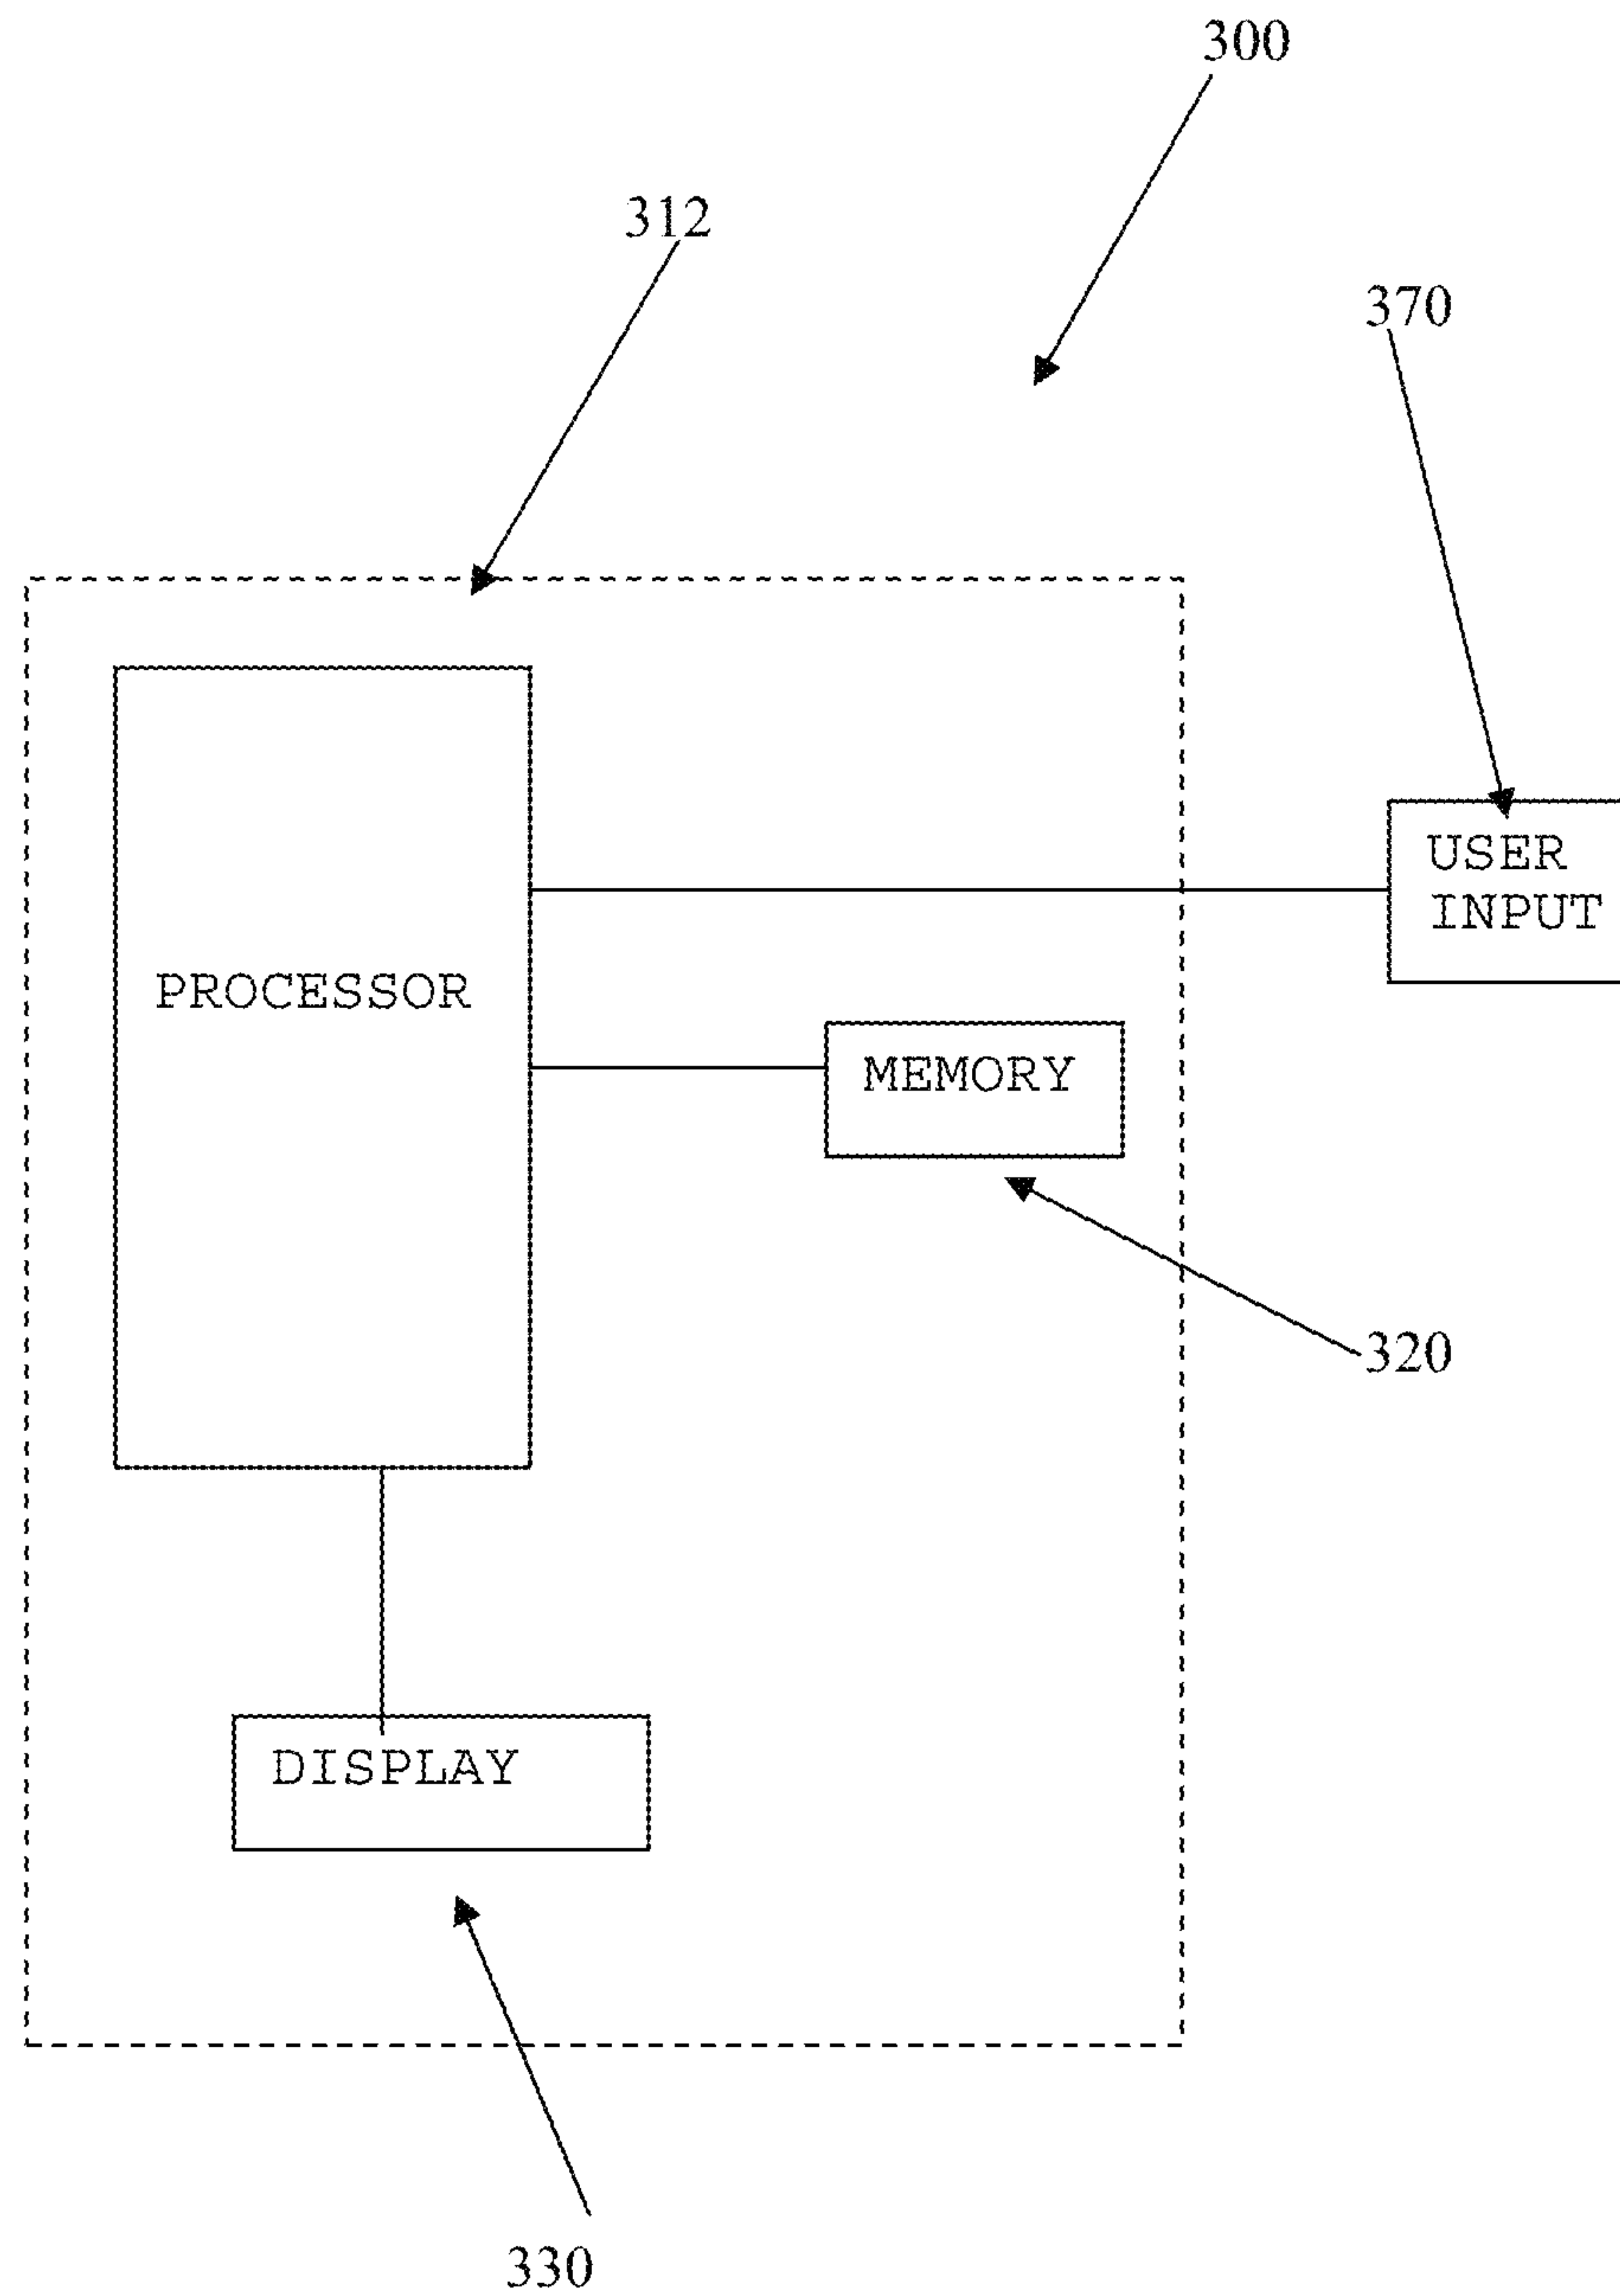 300
312
370
USER
INPUT
PROCESSOR
MEMORY
320
DISPLAY
330